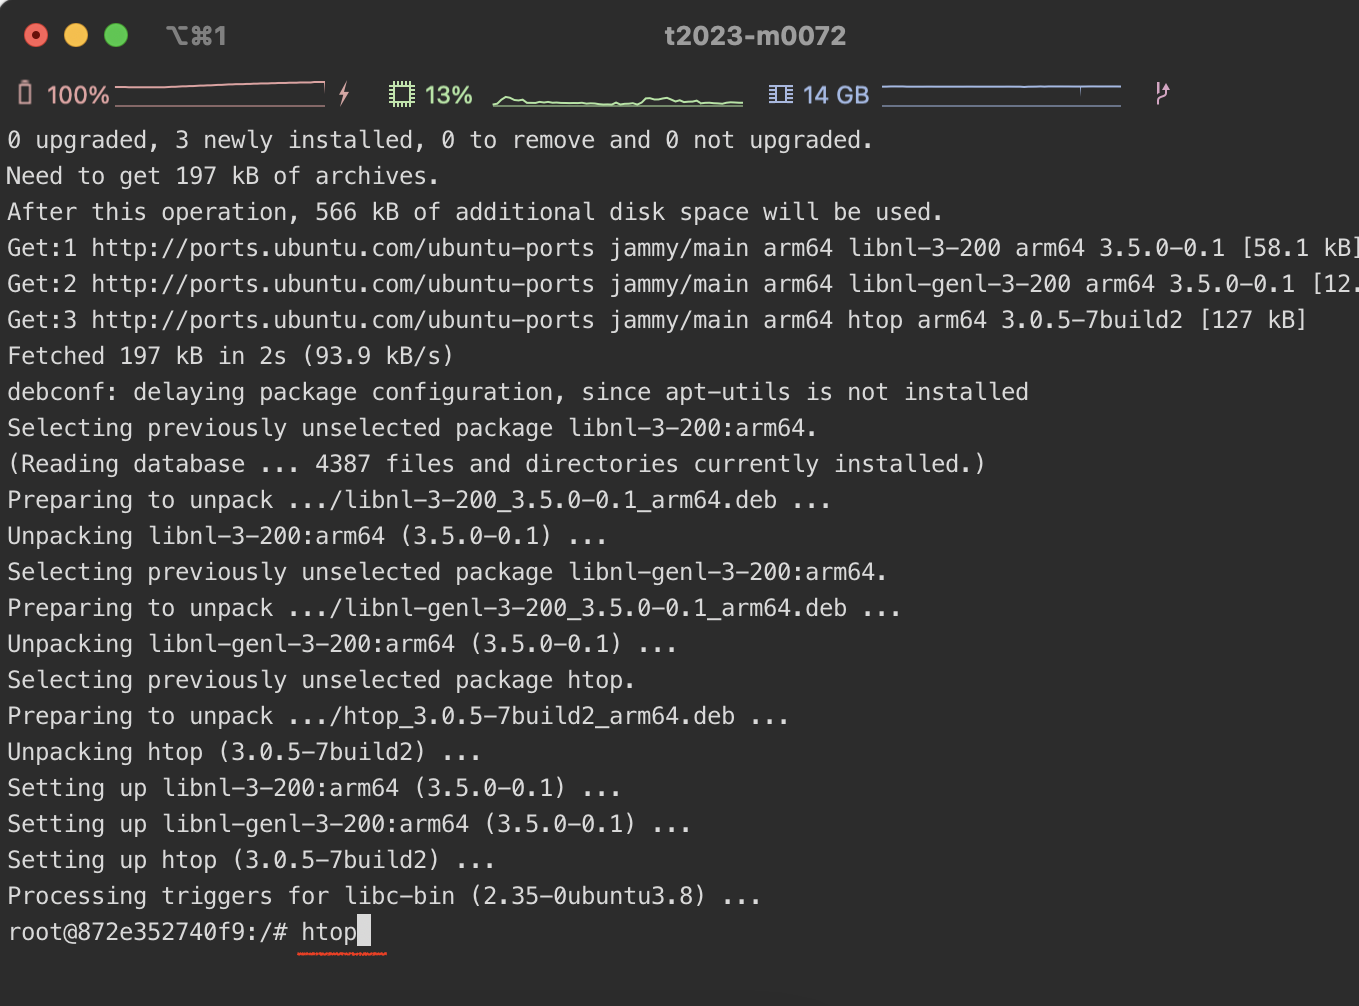 ⌥⌘1
t2023-m0072
100%
13%
14 GB
0 upgraded, 3 newly installed, 0 to remove and 0 not upgraded.
Need to get 197 kB of archives.
After this operation, 566 kB of additional disk space will be used.
Get:1 http://ports.ubuntu.com/ubuntu-ports jammy/main arm64 libnl-3-200 arm64 3.5.0-0.1 [58.1 kB]
Get:2 http://ports.ubuntu.com/ubuntu-ports jammy/main arm64 libnl-genl-3-200 arm64 3.5.0-0.1 [12.
Get:3 http://ports.ubuntu.com/ubuntu-ports jammy/main arm64 htop arm64 3.0.5-7build2 [127 kB]
Fetched 197 kB in 2s (93.9 kB/s)
debconf: delaying package configuration, since apt-utils is not installed
Selecting previously unselected package libnl-3-200:arm64.
(Reading database ... 4387 files and directories currently installed.)
Preparing to unpack .../libnl-3-200_3.5.0-0.1_arm64.deb ...
Unpacking libnl-3-200:arm64 (3.5.0-0.1) ...
Selecting previously unselected package libnl-genl-3-200:arm64.
Preparing to unpack .../libnl-genl-3-200_3.5.0-0.1_arm64.deb ...
Unpacking libnl-genl-3-200:arm64 (3.5.0-0.1) ...
Selecting previously unselected package htop.
Preparing to unpack .../htop_3.0.5-7build2_arm64.deb ...
Unpacking htop (3.0.5-7build2) ...
Setting up libnl-3-200:arm64 (3.5.0-0.1) ...
Setting up libnl-genl-3-200:arm64 (3.5.0-0.1) ...
Setting up htop (3.0.5-7build2) ...
Processing triggers for libc-bin (2.35-0ubuntu3.8) ...
root@872e352740f9:/# htop